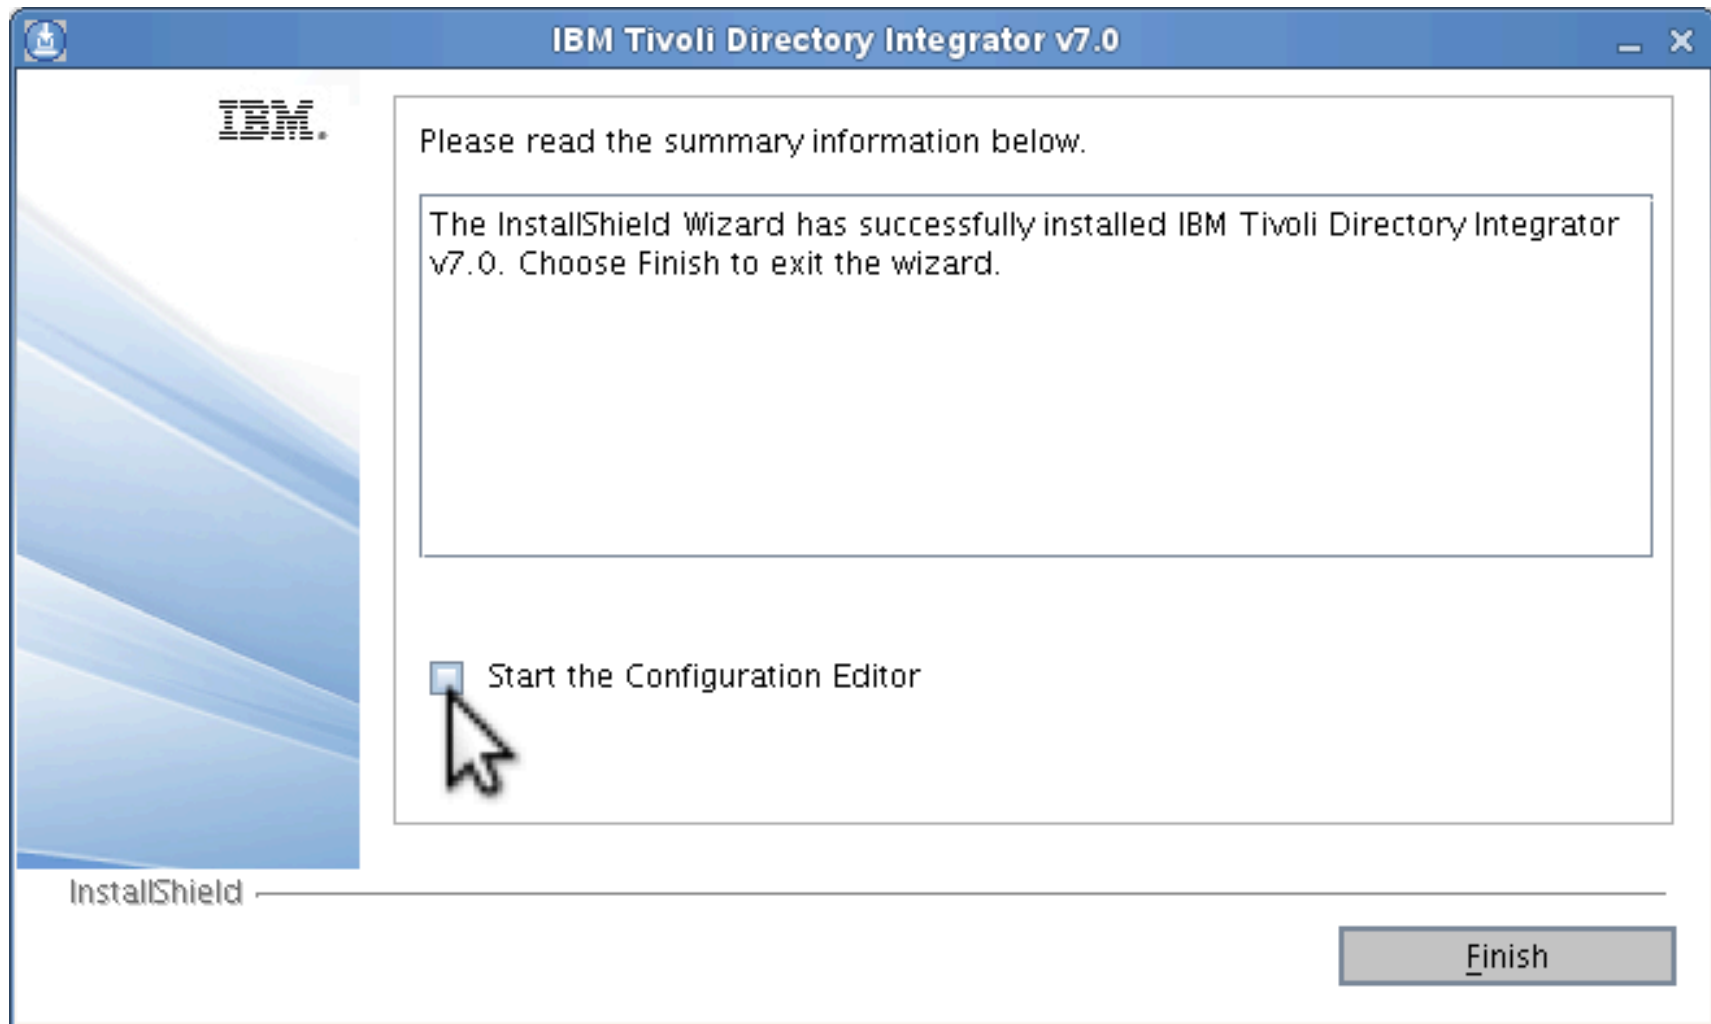 IBM Tivoli Directory Integrator v7.0
IBM.
Please read the summary information below.
The InstallShield Wizard has successfully installed IBM Tivoli Directory Integrator
v7.0. Choose Finish to exit the wizard.
Start the Configuration Editor
InstallShield
Finish